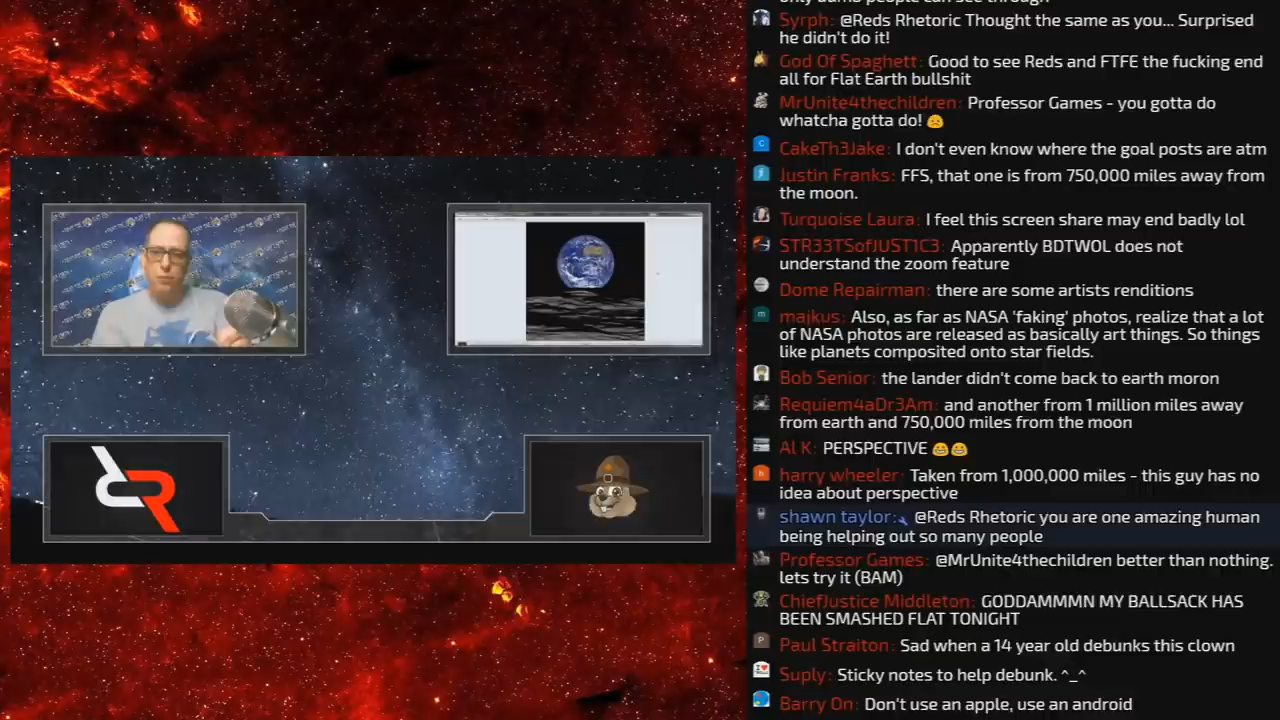 Syrph: @Reds Rhetoric Thought the same as you... Surprised
he didn't do it!
God Of Spaghett: Good to see Reds and FTFE the fucking end
all for Flat Earth bullshit
MrUnite4thechildren: Professor Games - you gotta do
whatcha gotta do! 😞
CakeTh3Jake: I don't even know where the goal posts are atm
Justin Franks: FFS, that one is from 750,000 miles away from
the moon.
Turquoise Laura: I feel this screen share may end badly lol
STR33TSofJUST1C3: Apparently BDTWOL does not
understand the zoom feature
Dome Repairman: there are some artists renditions
majkus: Also, as far as NASA 'faking' photos, realize that a lot
of NASA photos are released as basically art things. So things
like planets composited onto star fields.
Bob Senior: the lander didn't come back to earth moron
Requiem4aDr3Am: and another from 1 million miles away
from earth and 750,000 miles from the moon
Al K: PERSPECTIVE 😂😂
harry wheeler: Taken from 1,000,000 miles - this guy has no
idea about perspective
shawn taylor: @Reds Rhetoric you are one amazing human
being helping out so many people
Professor Games: @MrUnite4thechildren better than nothing.
lets try it (BAM)
ChiefJustice Middleton: GODDAMMMN MY BALLSACK HAS
BEEN SMASHED FLAT TONIGHT
Paul Straiton: Sad when a 14 year old debunks this clown
Suply: Sticky notes to help debunk. ^_^
Barry On: Don't use an apple, use an android